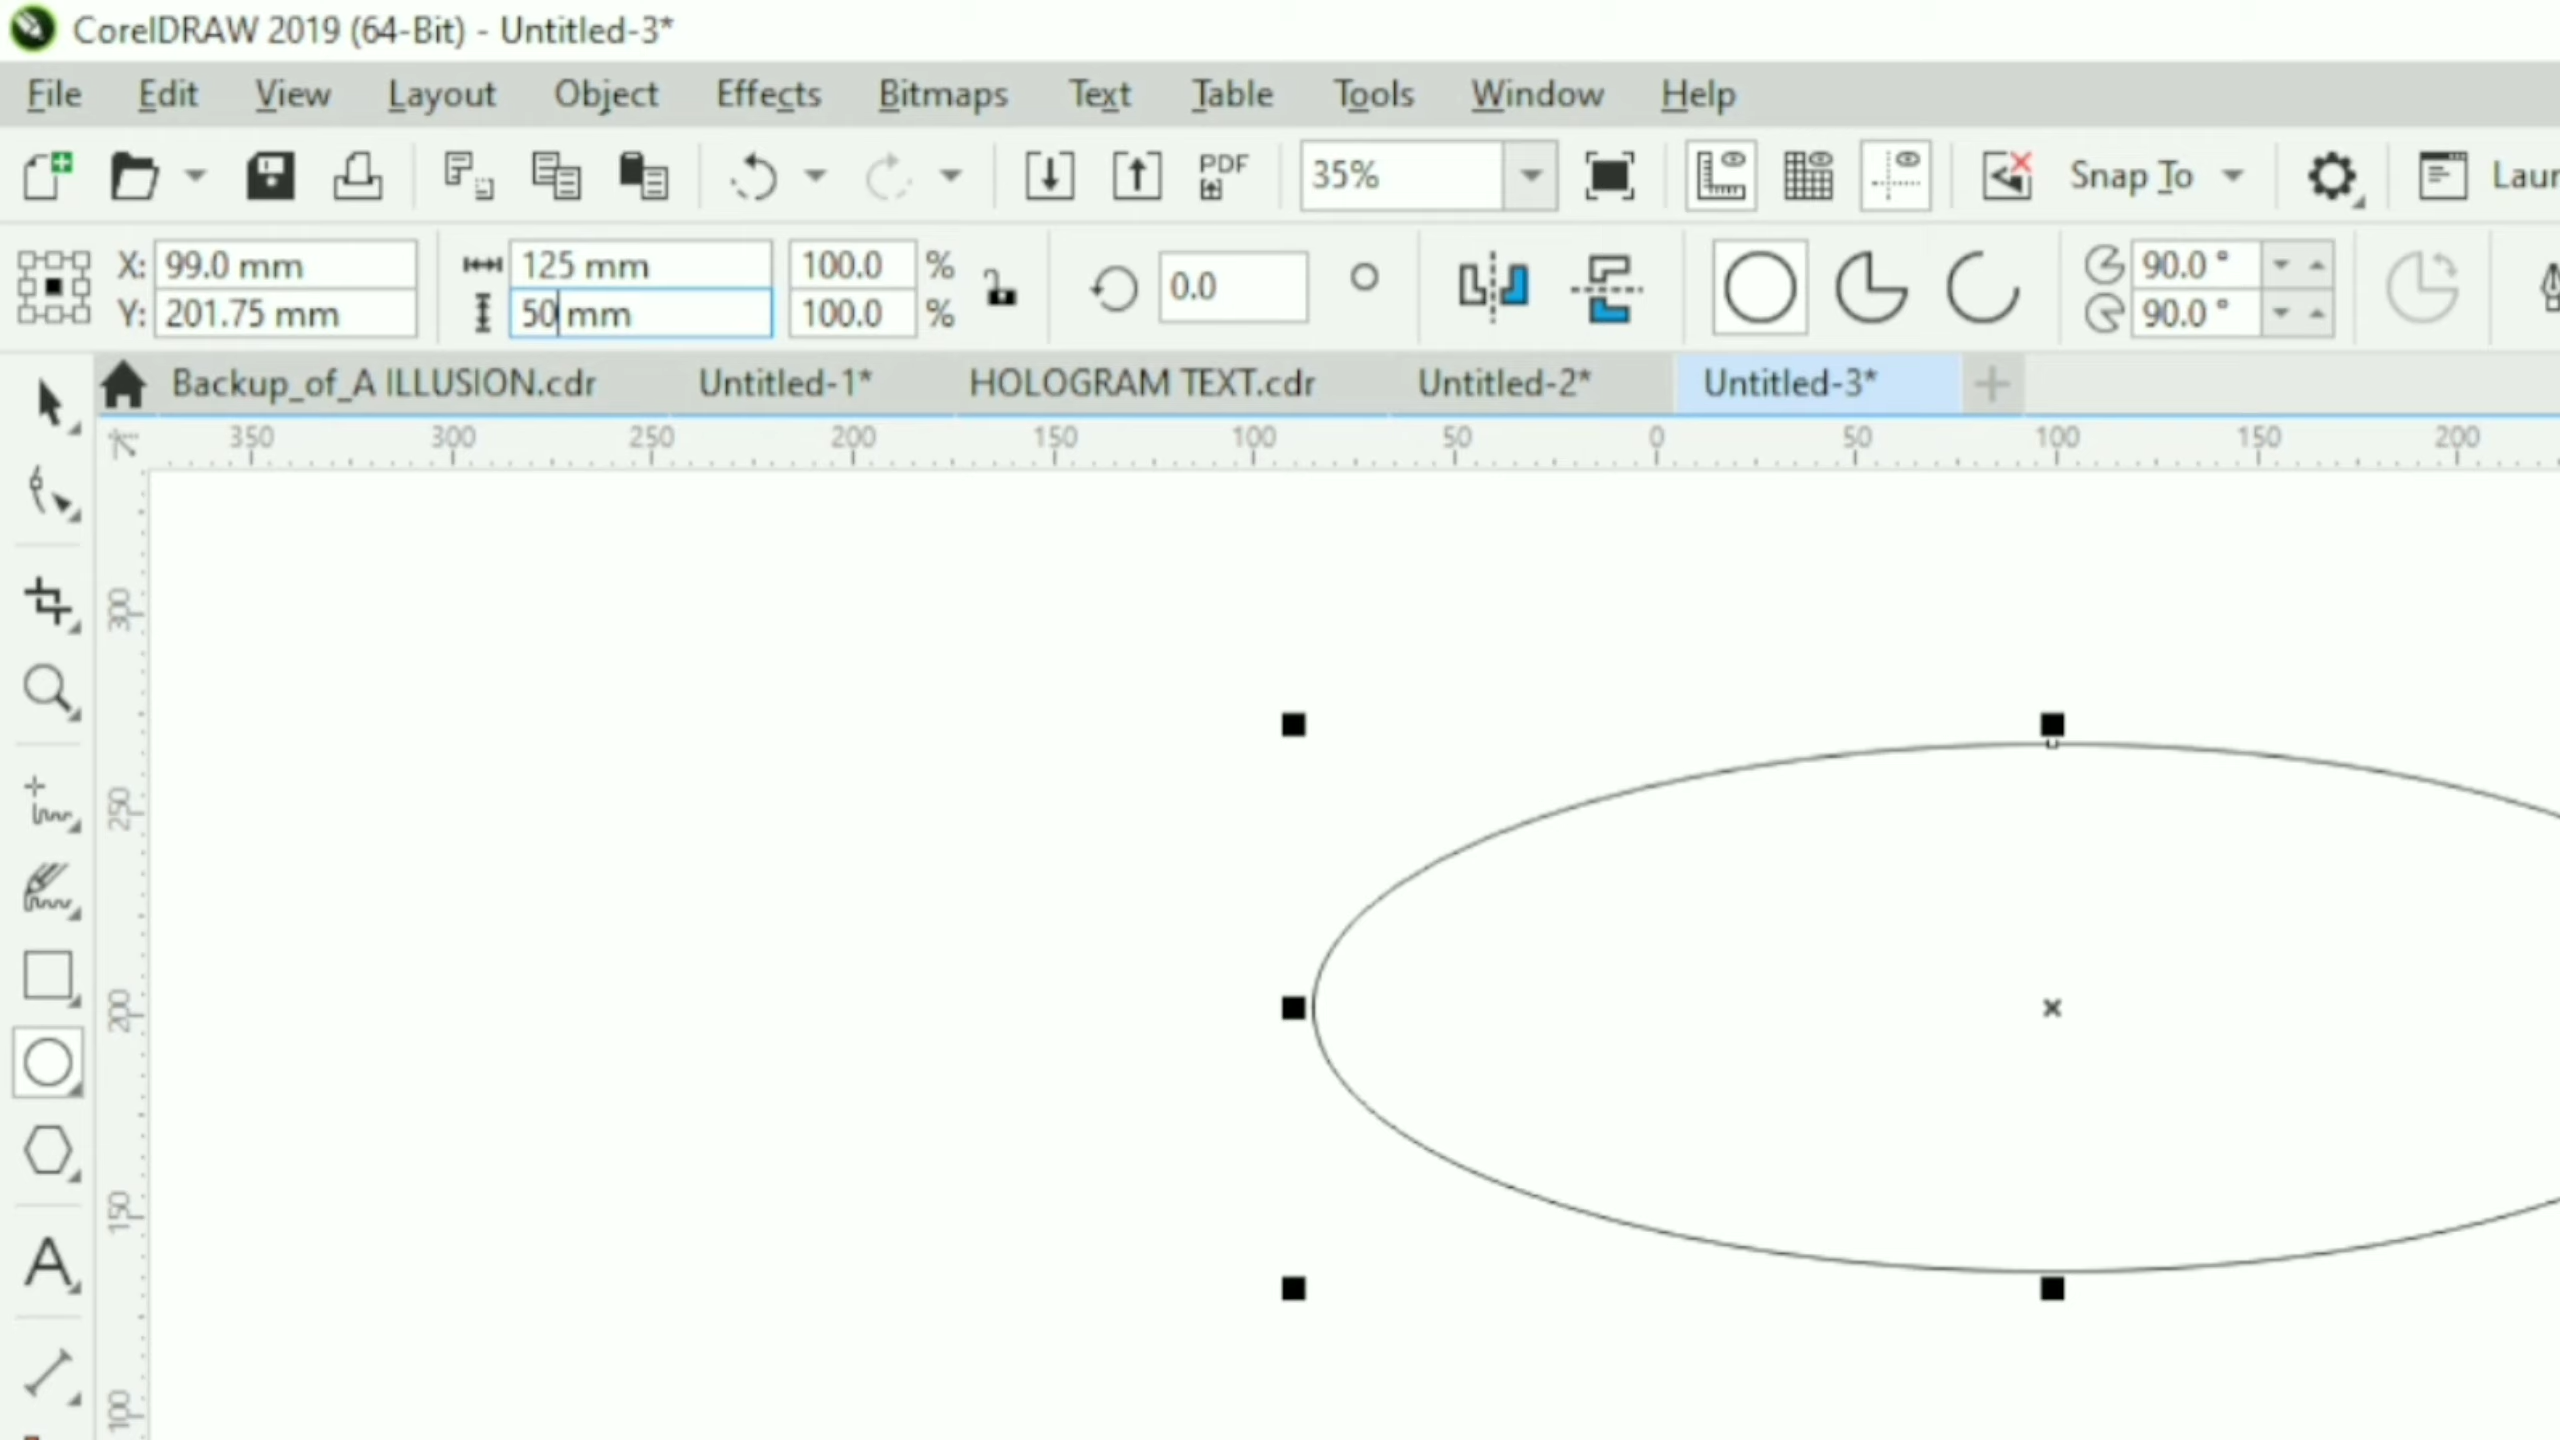 CorelDRAW 2019 (64-Bit) - Untitled-3*
File Edit View Layout Object Effects Bitmaps Text Table Tools Window Help
PDF 35% Snap To
X: 99.0 mm 125 mm 100.0 %
Y: 201.75 mm 50 mm 100.0 %
0.0 °
90.0 °
90.0 °
Backup_of_A ILLUSION.cdr Untitled-1* HOLOGRAM TEXT.cdr Untitled-2* Untitled-3*
350 300 250 200 150 100 50 0 50 100 150 200
300
250
200
150
100